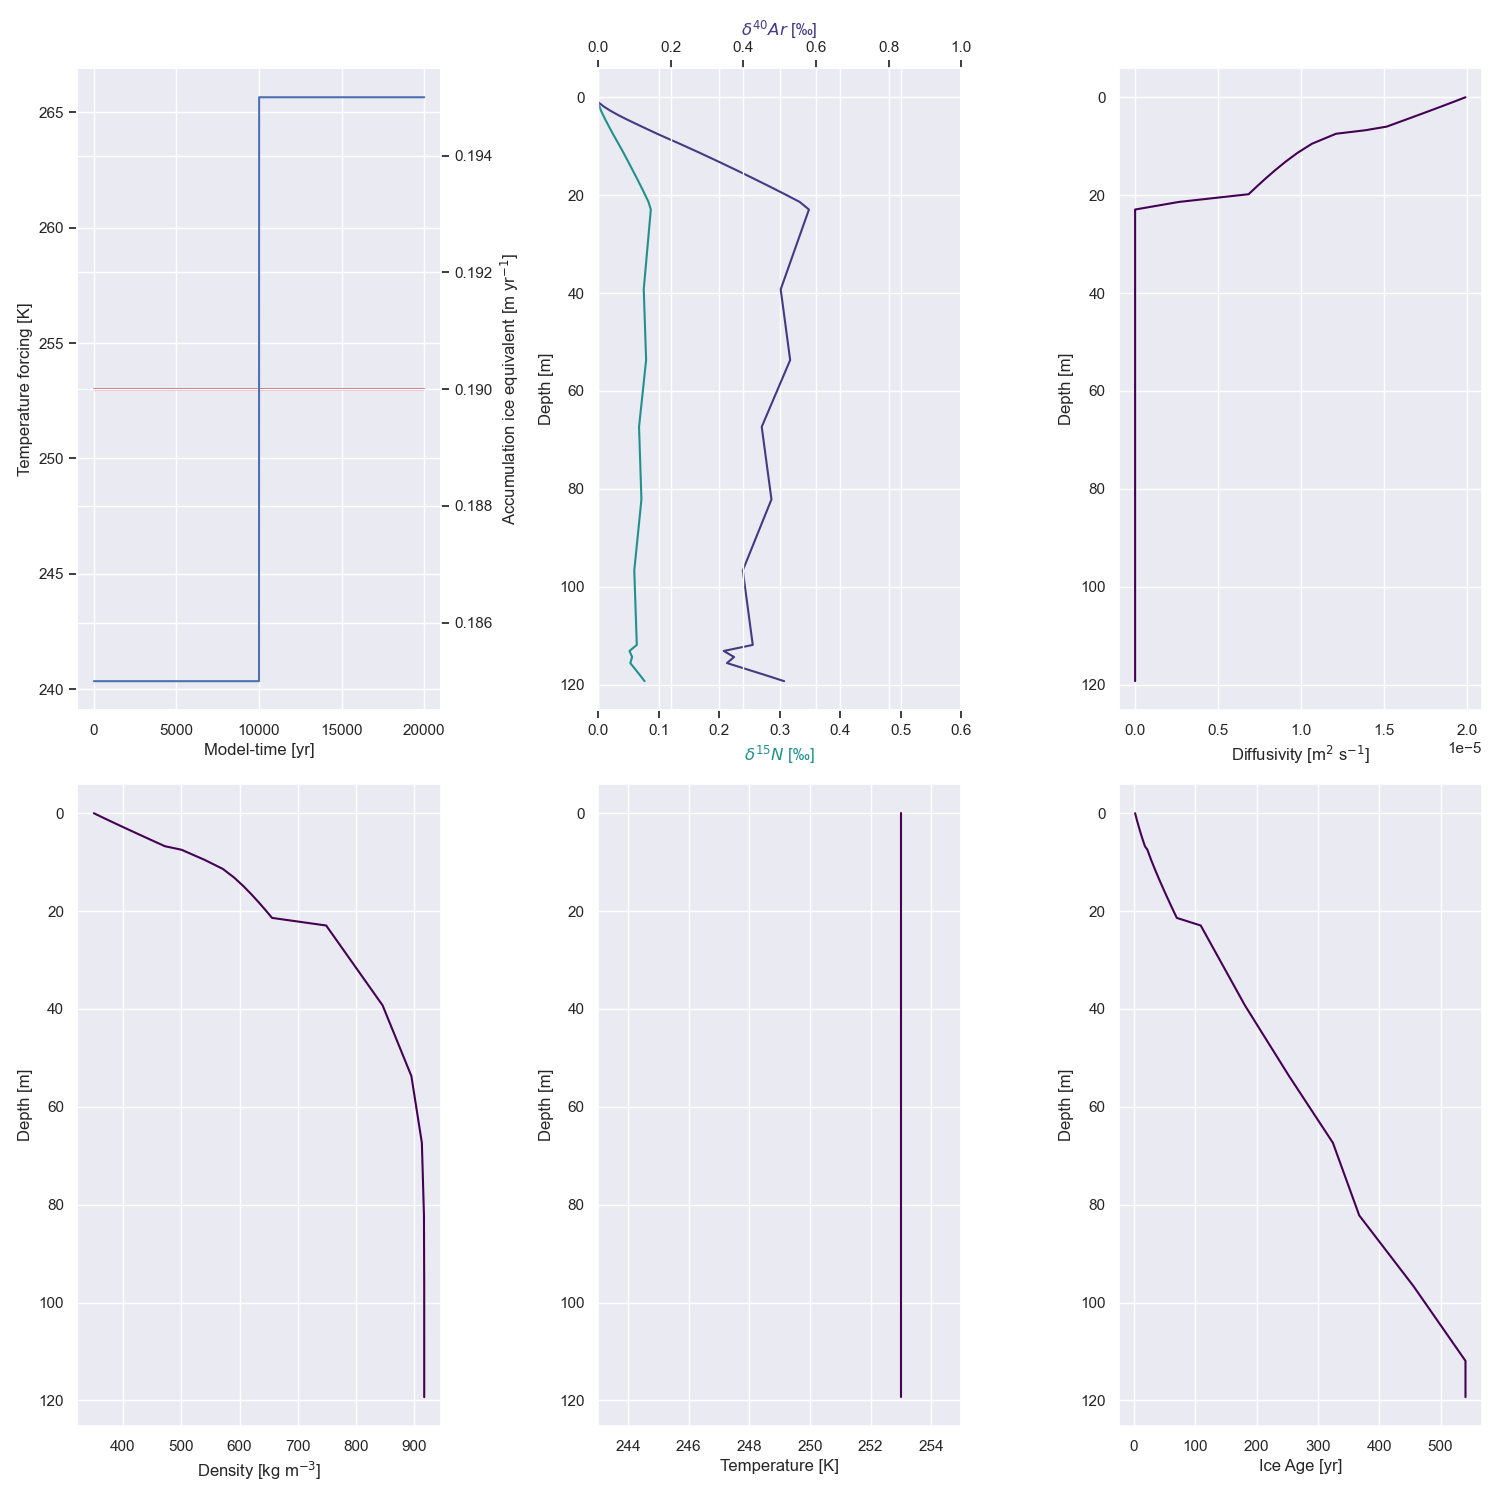 δ⁴⁰Ar [‰]
0.0 0.2 0.4 0.6 0.8 1.0
Temperature forcing [K]
265
260
255
250
245
240
0 5000 10000 15000 20000
Model-time [yr]
0.194
0.192
0.190
0.188
0.186
Accumulation ice equivalent [m yr⁻¹]
Depth [m]
0
20
40
60
80
100
120
0.0 0.1 0.2 0.3 0.4 0.5 0.6
δ¹⁵N [‰]
Depth [m]
0
20
40
60
80
100
120
0.0 0.5 1.0 1.5 2.0
1e−5
Diffusivity [m² s⁻¹]
Depth [m]
0
20
40
60
80
100
120
400 500 600 700 800 900
Density [kg m⁻³]
Depth [m]
0
20
40
60
80
100
120
244 246 248 250 252 254
Temperature [K]
Depth [m]
0
20
40
60
80
100
120
0 100 200 300 400 500
Ice Age [yr]